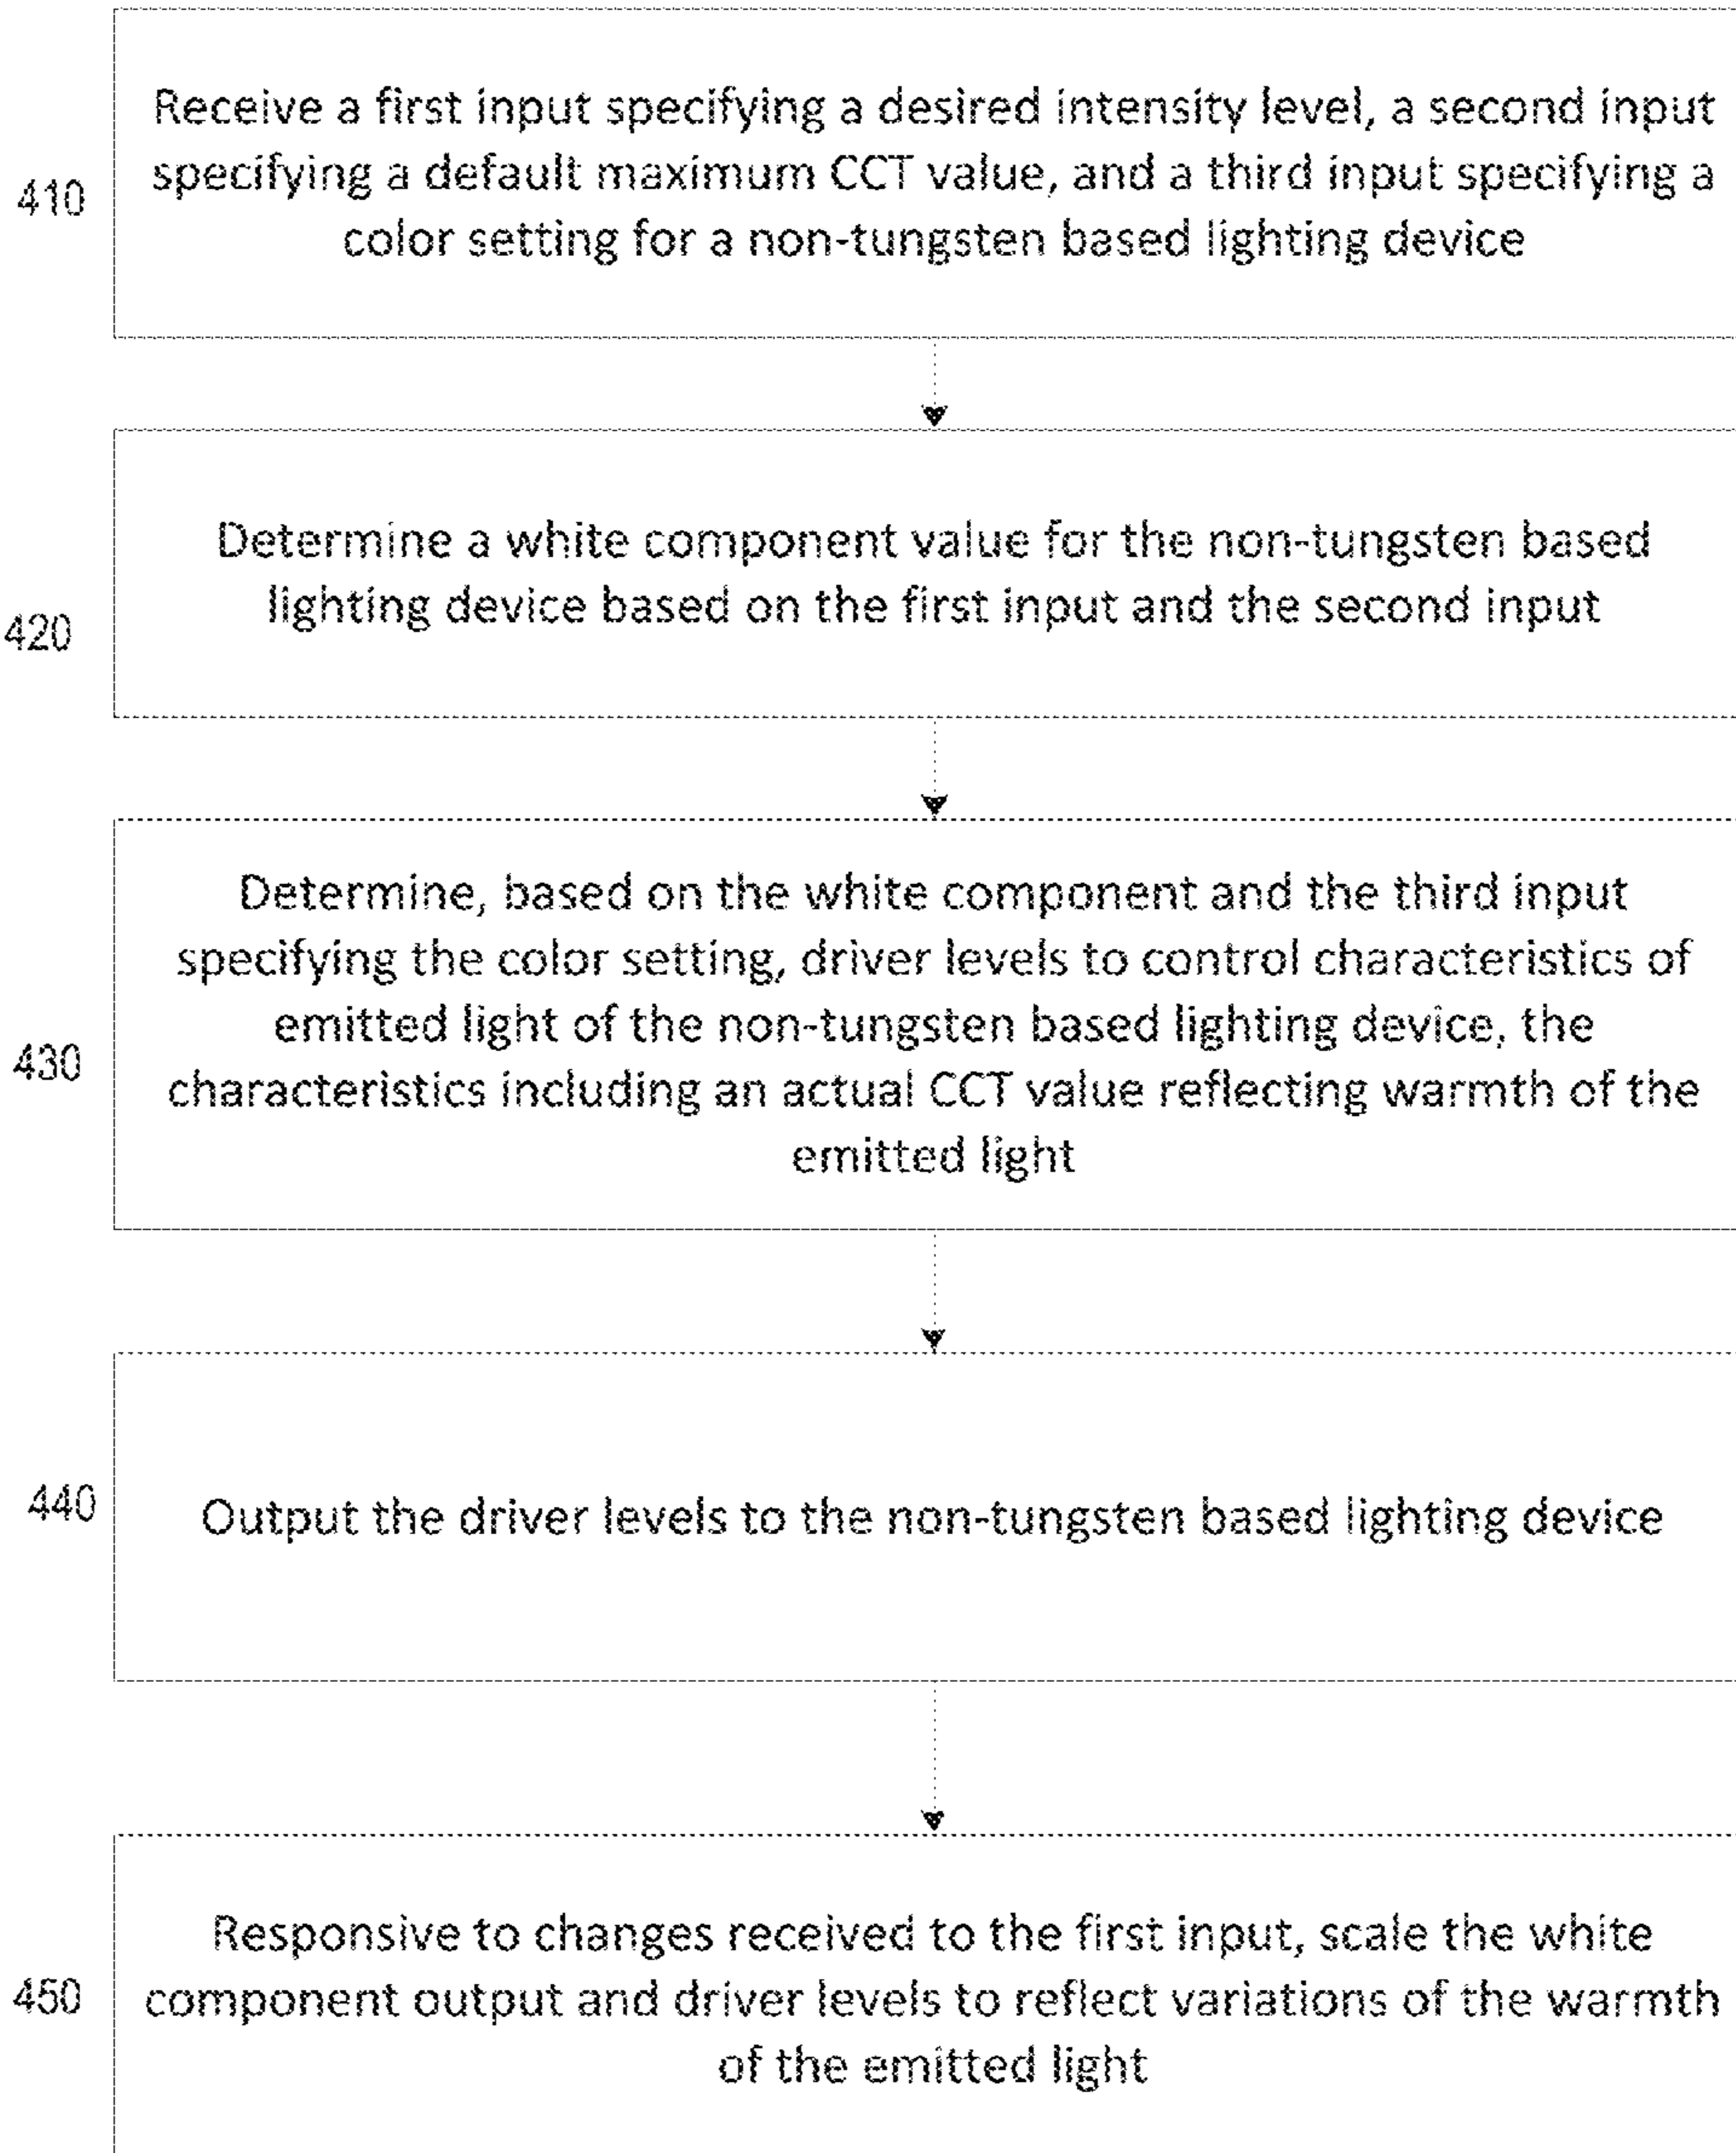 410
Receive a first input specifying a desired intensity level, a second input
specifying a default maximum CCT value, and a third input specifying a
color setting for a non-tungsten based lighting device
420
Determine a white component value for the non-tungsten based
lighting device based on the first input and the second input
430
Determine, based on the white component and the third input
specifying the color setting, driver levels to control characteristics of
emitted light of the non-tungsten based lighting device, the
characteristics including an actual CCT value reflecting warmth of the
emitted light
440
Output the driver levels to the non-tungsten based lighting device
450
Responsive to changes received to the first input, scale the white
component output and driver levels to reflect variations of the warmth
of the emitted light